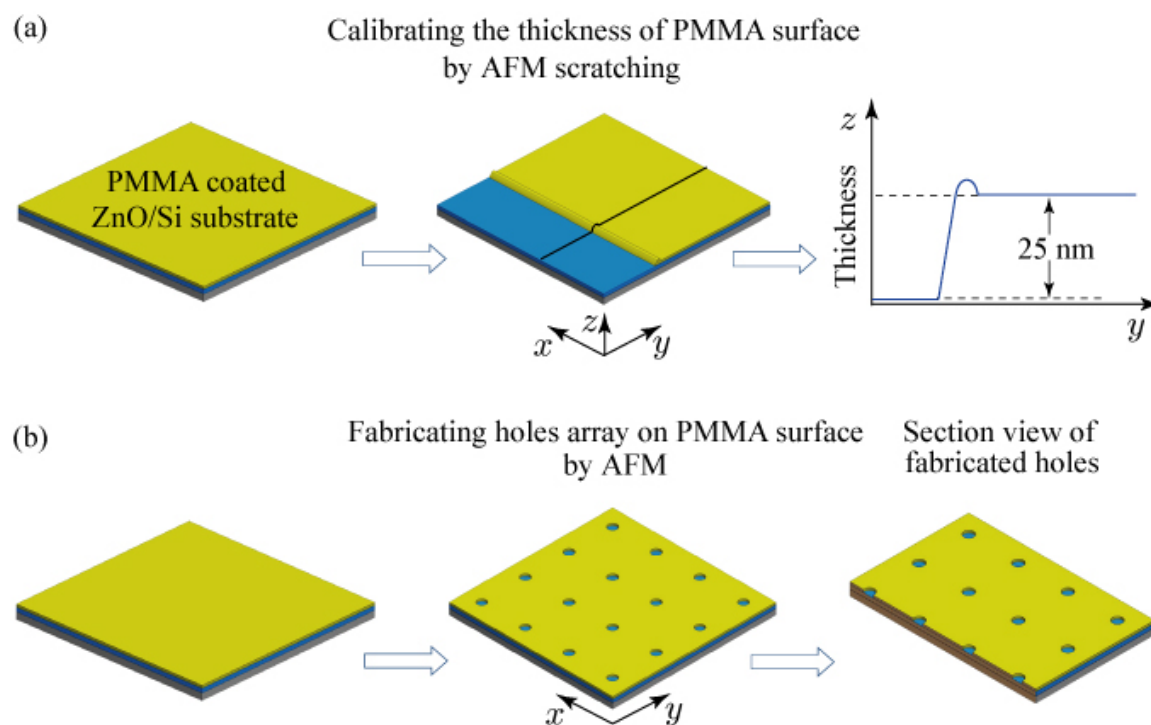 (a)
Calibrating the thickness of PMMA surface
by AFM scratching
PMMA coated
ZnO/Si substrate
x
z
y
z
Thickness
25 nm
y
(b)
Fabricating holes array on PMMA surface
by AFM
Section view of
fabricated holes
x
y